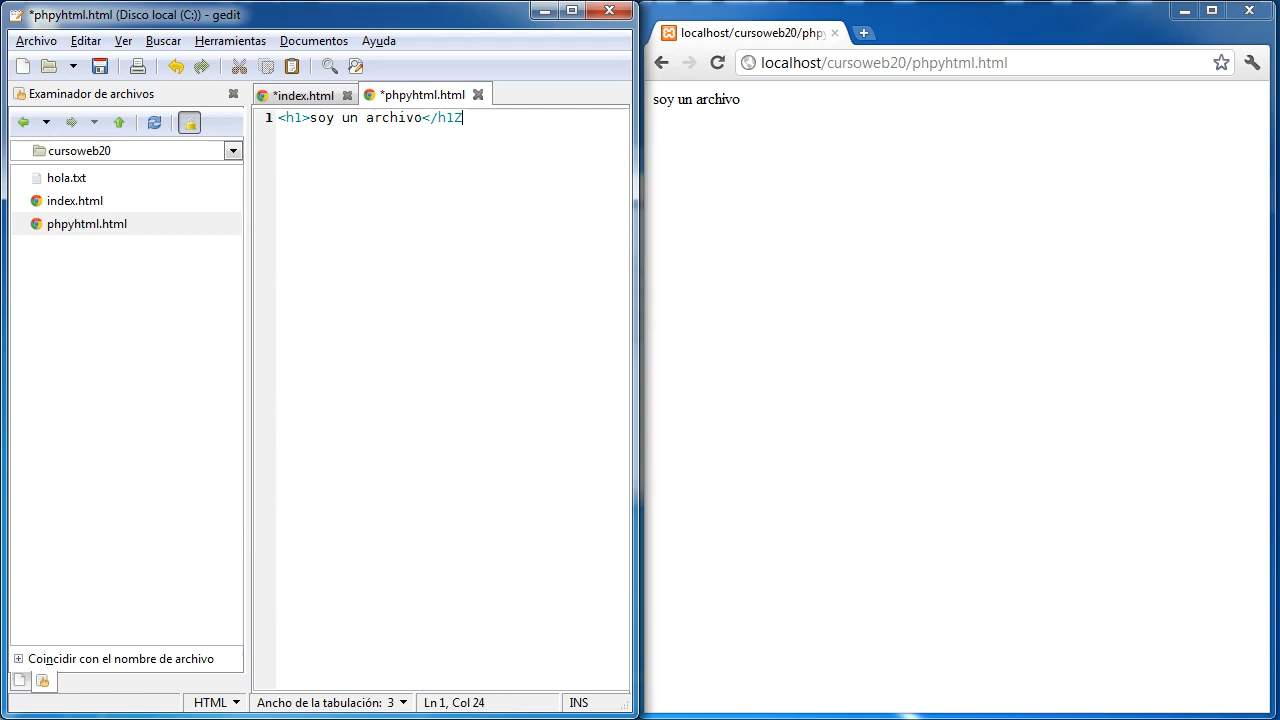 *phpyhtml.html (Disco local (C:)) - gedit
Archivo Editar Ver Buscar Herramientas Documentos Ayuda
Examinador de archivos
cursoweb20
hola.txt
index.html
phpyhtml.html
Coincidir con el nombre de archivo
*index.html *phpyhtml.html
1 <h1>soy un archivo</h1Z
HTML Ancho de la tabulación: 3 Ln 1, Col 24 INS
localhost/cursoweb20/phpy
localhost/cursoweb20/phpyhtml.html
soy un archivo